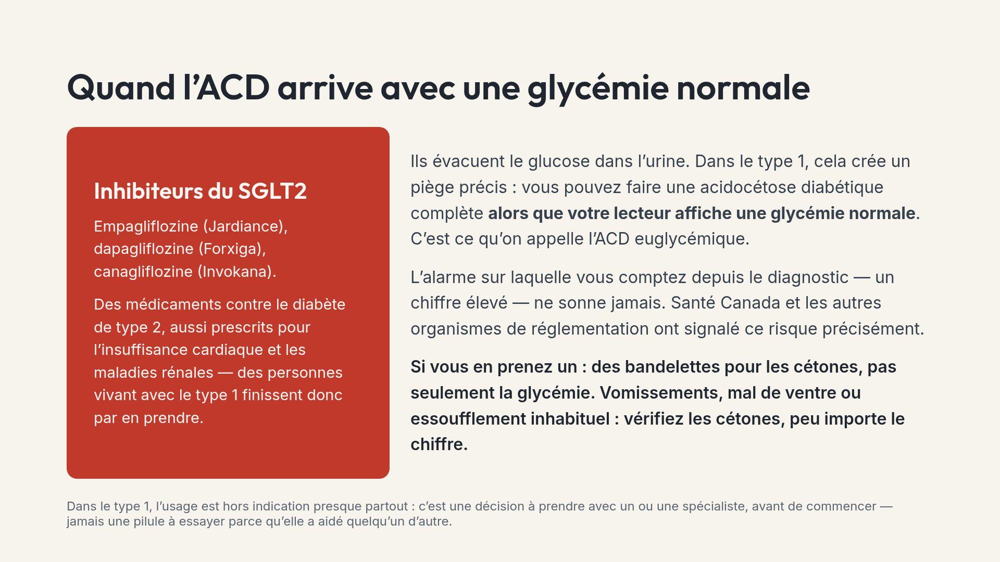 Quand l’ACD arrive avec une glycémie normale
Inhibiteurs du SGLT2
Empagliflozine (Jardiance),
dapagliflozine (Forxiga),
canagliflozine (Invokana).
Des médicaments contre le diabète
de type 2, aussi prescrits pour
l’insuffisance cardiaque et les
maladies rénales — des personnes
vivant avec le type 1 finissent donc
par en prendre.
Ils évacuent le glucose dans l’urine. Dans le type 1, cela crée un
piège précis : vous pouvez faire une acidocétose diabétique
complète alors que votre lecteur affiche une glycémie normale.
C’est ce qu’on appelle l’ACD euglycémique.
L’alarme sur laquelle vous comptez depuis le diagnostic — un
chiffre élevé — ne sonne jamais. Santé Canada et les autres
organismes de réglementation ont signalé ce risque précisément.
Si vous en prenez un : des bandelettes pour les cétones, pas
seulement la glycémie. Vomissements, mal de ventre ou
essoufflement inhabituel : vérifiez les cétones, peu importe le
chiffre.
Dans le type 1, l’usage est hors indication presque partout : c’est une décision à prendre avec un ou une spécialiste, avant de commencer —
jamais une pilule à essayer parce qu’elle a aidé quelqu’un d’autre.